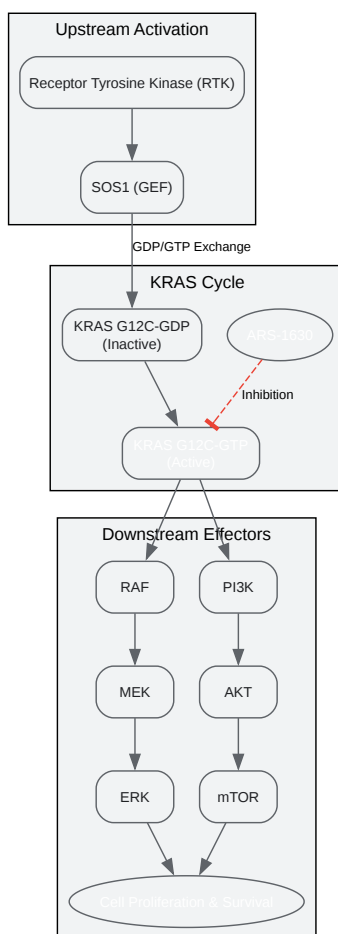 Upstream Activation
Receptor Tyrosine Kinase (RTK)
SOS1 (GEF)
GDP/GTP Exchange
KRAS Cycle
KRAS G12C-GDP
(Inactive)
ARS-1630
Inhibition
KRAS G12C-GTP
(Active)
Downstream Effectors
RAF
PI3K
MEK
AKT
ERK
mTOR
Cell Proliferation & Survival